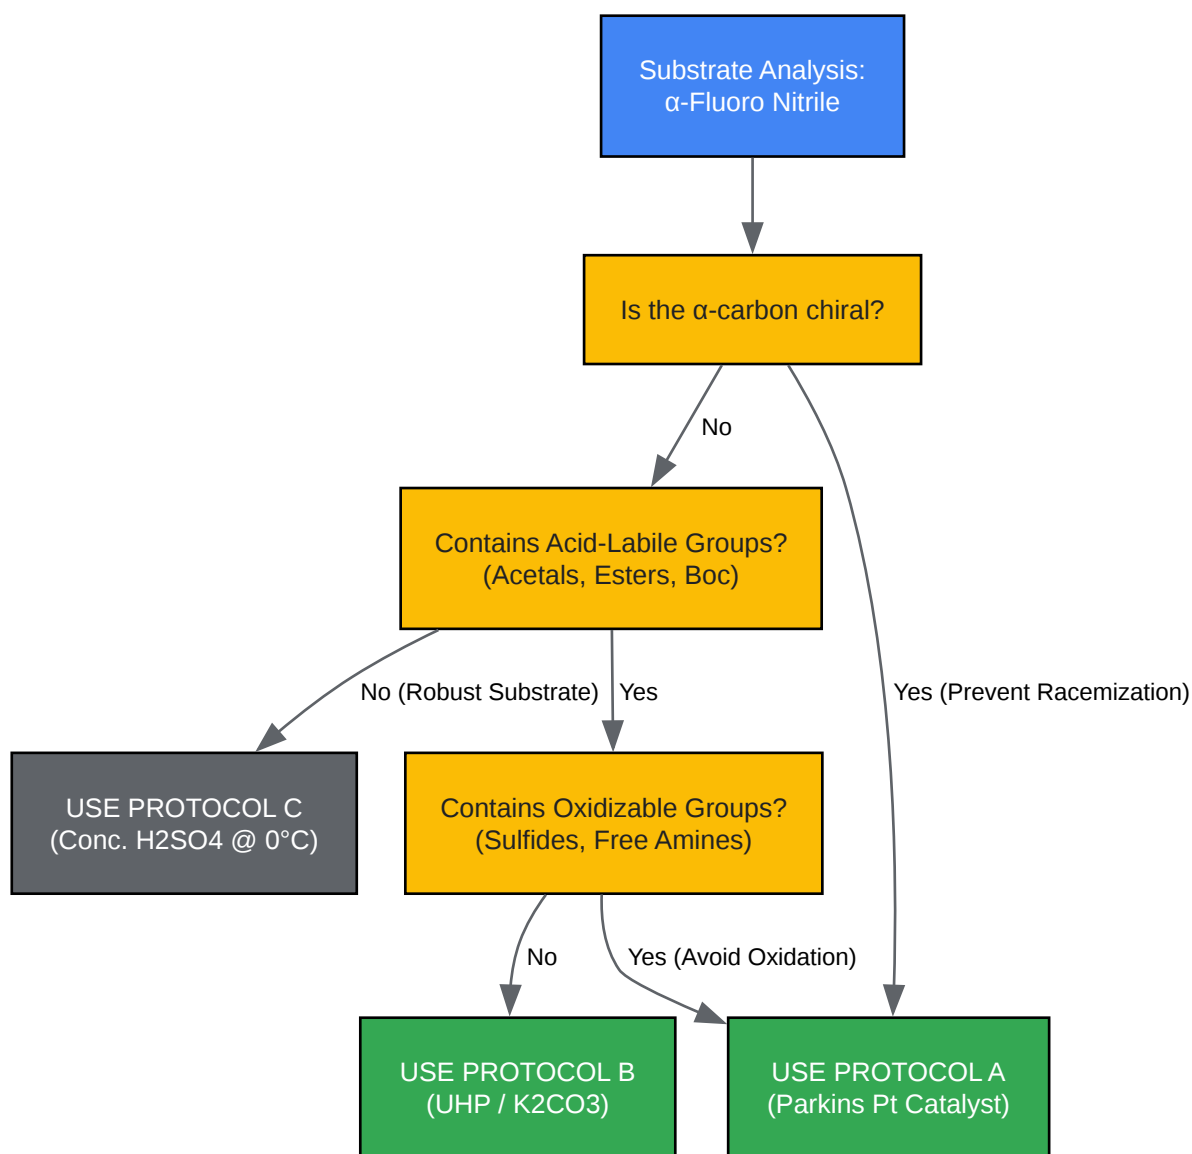 Substrate Analysis:
α-Fluoro Nitrile
Is the α-carbon chiral?
No
Contains Acid-Labile Groups?
(Acetals, Esters, Boc)
No (Robust Substrate)
Yes
Yes (Prevent Racemization)
USE PROTOCOL C
(Conc. H2SO4 @ 0°C)
Contains Oxidizable Groups?
(Sulfides, Free Amines)
No
Yes (Avoid Oxidation)
USE PROTOCOL B
(UHP / K2CO3)
USE PROTOCOL A
(Parkins Pt Catalyst)